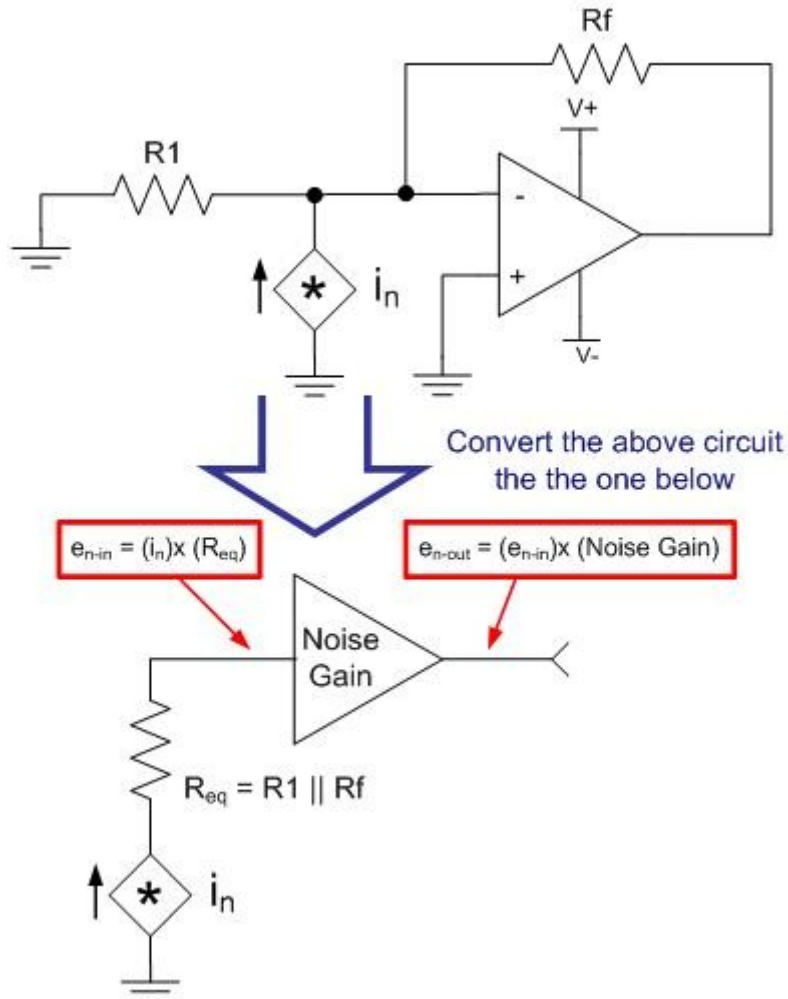 Rf
V+
R1
-
*
iₙ
+
V-
Convert the above circuit
the the one below
eₙ₋ᵢₙ = (iₙ)x (Rₑq)
eₙ₋ₒᵤₜ = (eₙ₋ᵢₙ)x (Noise Gain)
Noise
Gain
Rₑq = R1 || Rf
*
iₙ